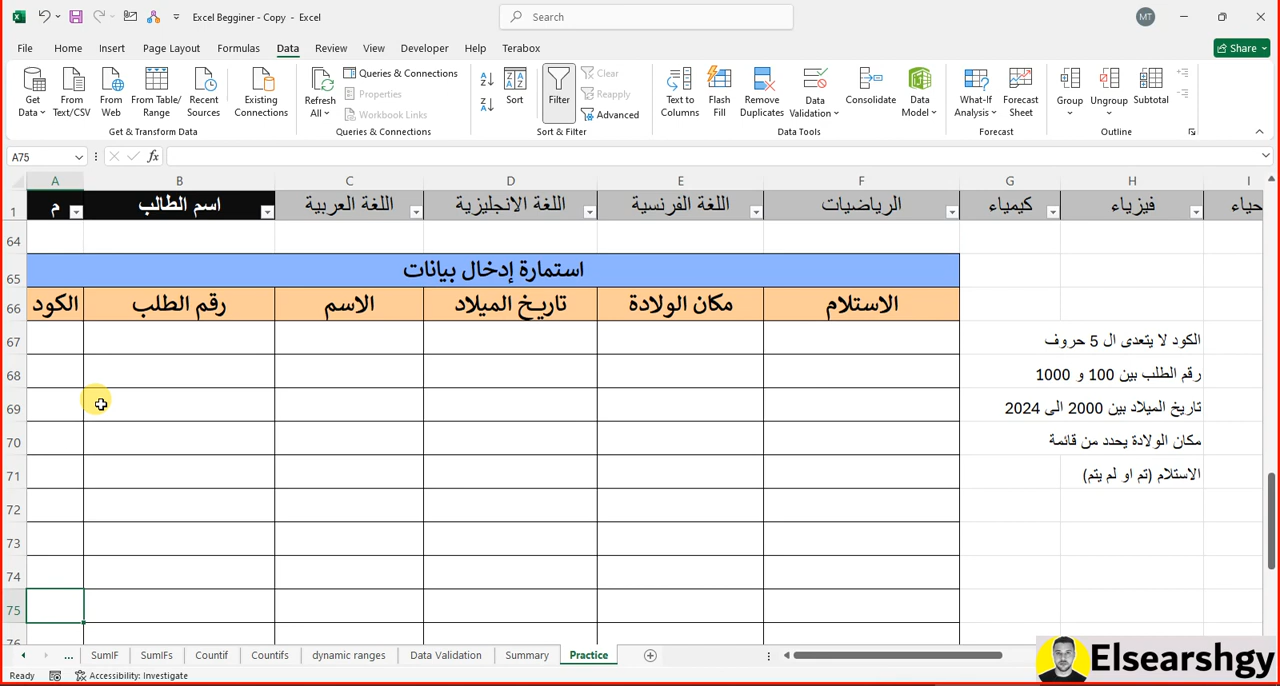 Excel Begginer - Copy - Excel
Search
MT
File Home Insert Page Layout Formulas Data Review View Developer Help Terabox
Share
Get Data
From Text/CSV
From Web
From Table/ Range
Recent Sources
Existing Connections
Get & Transform Data
Refresh All
Queries & Connections
Properties
Workbook Links
Queries & Connections
Sort
Filter
Clear
Reapply
Advanced
Sort & Filter
Text to Columns
Flash Fill
Remove Duplicates
Data Validation
Consolidate
Data Model
Data Tools
What-If Analysis
Forecast Sheet
Forecast
Group
Ungroup
Subtotal
Outline
A75
fx
A B C D E F G H I
1 م اسم الطالب اللغة العربية اللغة الانجليزية اللغة الفرنسية الرياضيات كيمياء فيزياء
64
65 استمارة إدخال بيانات
66 الكود رقم الطلب الاسم تاريخ الميلاد مكان الولادة الاستلام
67 الكود لا يتعدى ال 5 حروف
68 رقم الطلب بين 100 و 1000
69 تاريخ الميلاد بين 2000 الى 2024
70 مكان الولادة يحدد من قائمة
71 الاستلام (تم او لم يتم)
72
73
74
75
76
... SumIF SumIFs Countif Countifs dynamic ranges Data Validation Summary Practice
Ready Accessibility: Investigate
Elsearshgy